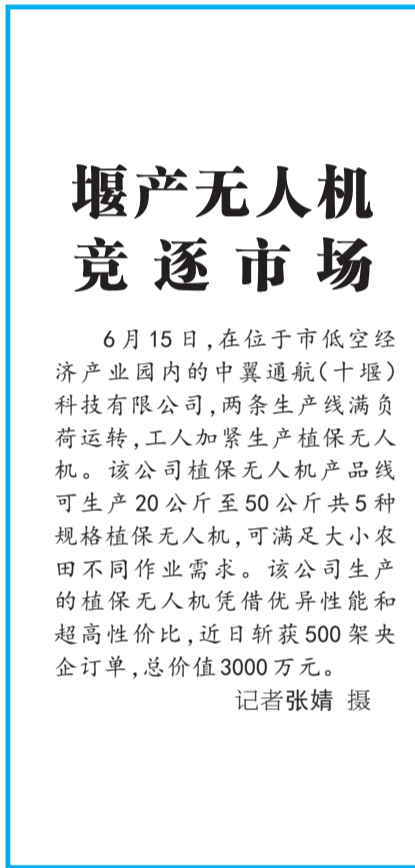 堰产无人机
竞逐市场
6月15日,在位于市低空经
济产业园内的中翼通航(十堰)
科技有限公司,两条生产线满负
荷运转,工人加紧生产植保无人
机。该公司植保无人机产品线
可生产20公斤至50公斤共5种
规格植保无人机,可满足大小农
田不同作业需求。该公司生产
的植保无人机凭借优异性能和
超高性价比,近日斩获500架央
企订单,总价值3000万元。
记者张婧 摄